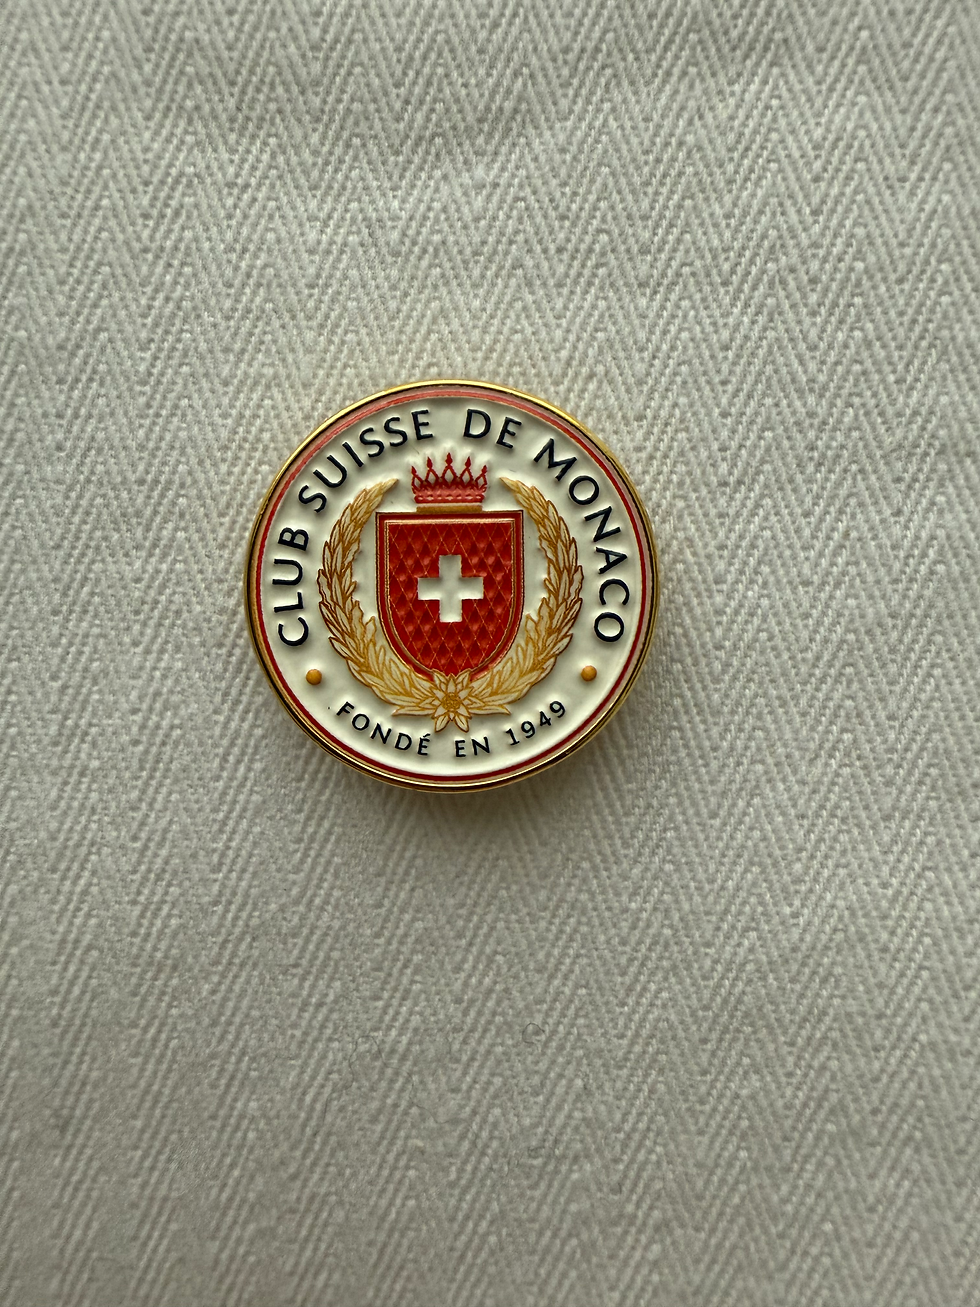 CLUB SUISSE DE MONACO
FONDÉ EN 1949